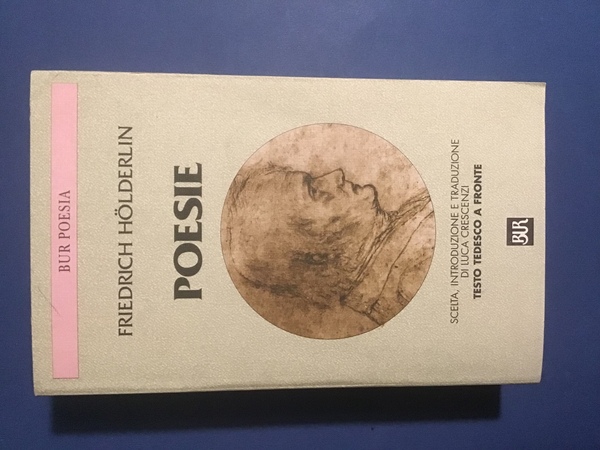 BUR POESIA
FRIEDRICH HÖLDERLIN
POESIE
SCELTA, INTRODUZIONE E TRADUZIONE
DI LUCA CRESCENZI
TESTO TEDESCO A FRONTE
BUR